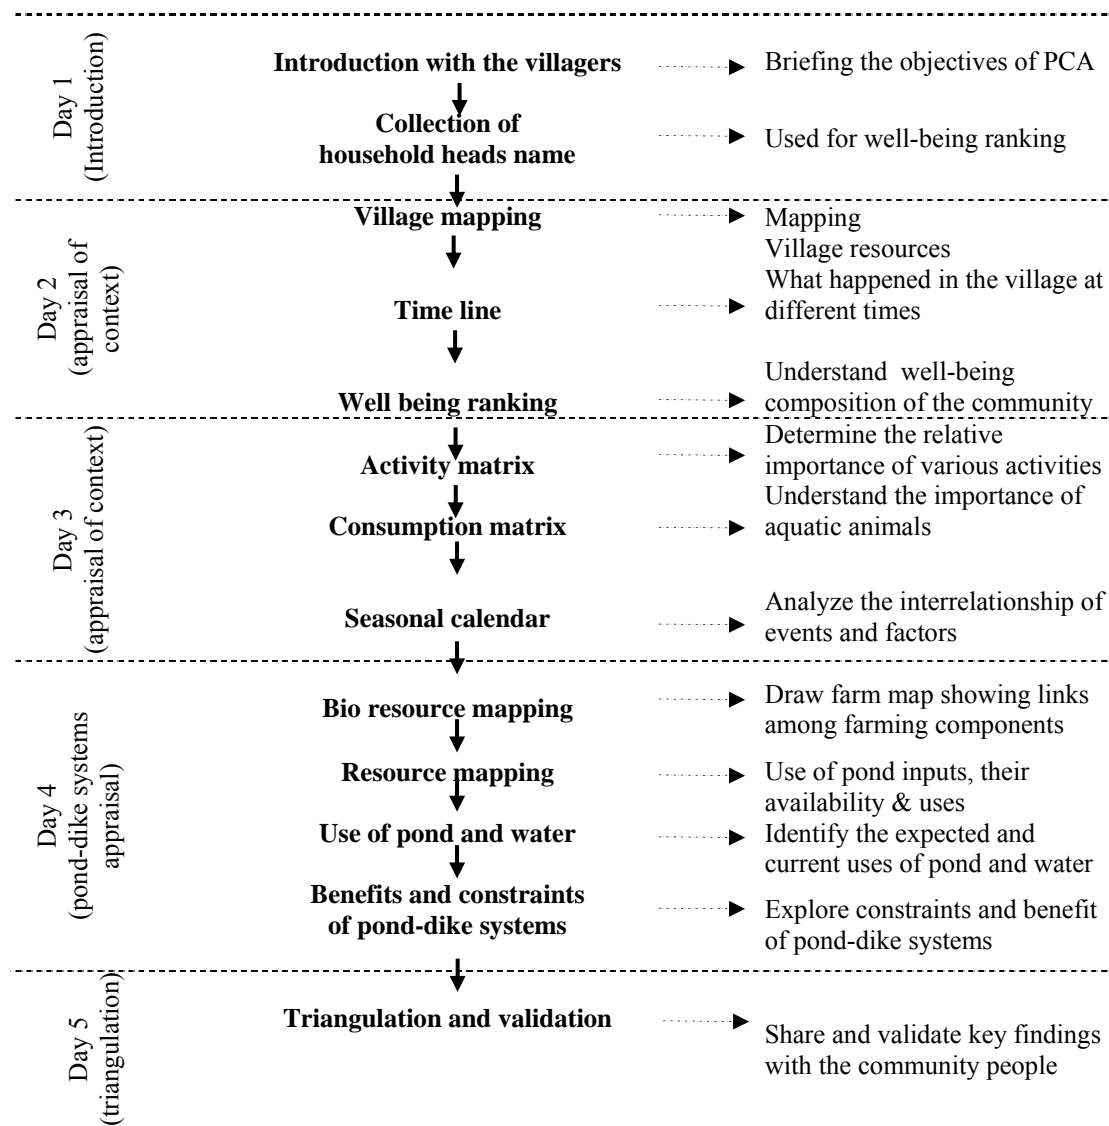 Day 1
(Introduction)
Introduction with the villagers
Briefing the objectives of PCA
Collection of
household heads name
Used for well-being ranking
Day 2
(appraisal of
context)
Village mapping
Mapping
Village resources
Time line
What happened in the village at
different times
Well being ranking
Understand well-being
composition of the community
Day 3
(appraisal of context)
Activity matrix
Determine the relative
importance of various activities
Consumption matrix
Understand the importance of
aquatic animals
Seasonal calendar
Analyze the interrelationship of
events and factors
Day 4
(pond-dike systems
appraisal)
Bio resource mapping
Draw farm map showing links
among farming components
Resource mapping
Use of pond inputs, their
availability & uses
Use of pond and water
Identify the expected and
current uses of pond and water
Benefits and constraints
of pond-dike systems
Explore constraints and benefit
of pond-dike systems
Day 5
(triangulation)
Triangulation and validation
Share and validate key findings
with the community people